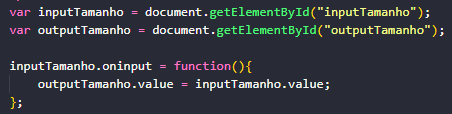 var inputTamanho = document.getElementById("inputTamanho");
var outputTamanho = document.getElementById("outputTamanho");
inputTamanho.oninput = function(){
outputTamanho.value = inputTamanho.value;
};